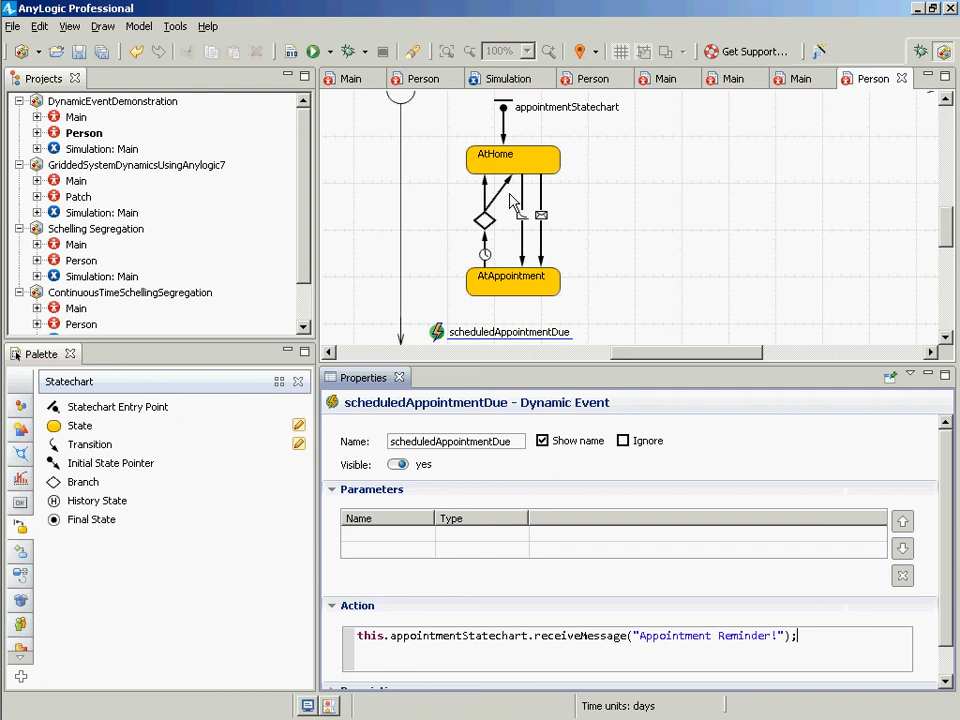 AnyLogic Professional
File Edit View Draw Model Tools Help
100% Get Support...
Projects
Main Person Simulation Person Main Main Main Person
DynamicEventDemonstration
Main
Person
Simulation: Main
GriddedSystemDynamicsUsingAnylogic7
Main
Patch
Simulation: Main
Schelling Segregation
Main
Person
Simulation: Main
ContinuousTimeSchellingSegregation
Main
Person
appointmentStatechart
AtHome
AtAppointment
scheduledAppointmentDue
Palette
Statechart
Statechart Entry Point
State
Transition
Initial State Pointer
Branch
History State
Final State
Properties
scheduledAppointmentDue - Dynamic Event
Name: scheduledAppointmentDue Show name Ignore
Visible: yes
Parameters
Name Type
Action
this.appointmentStatechart.receiveMessage("Appointment Reminder!");
Time units: days